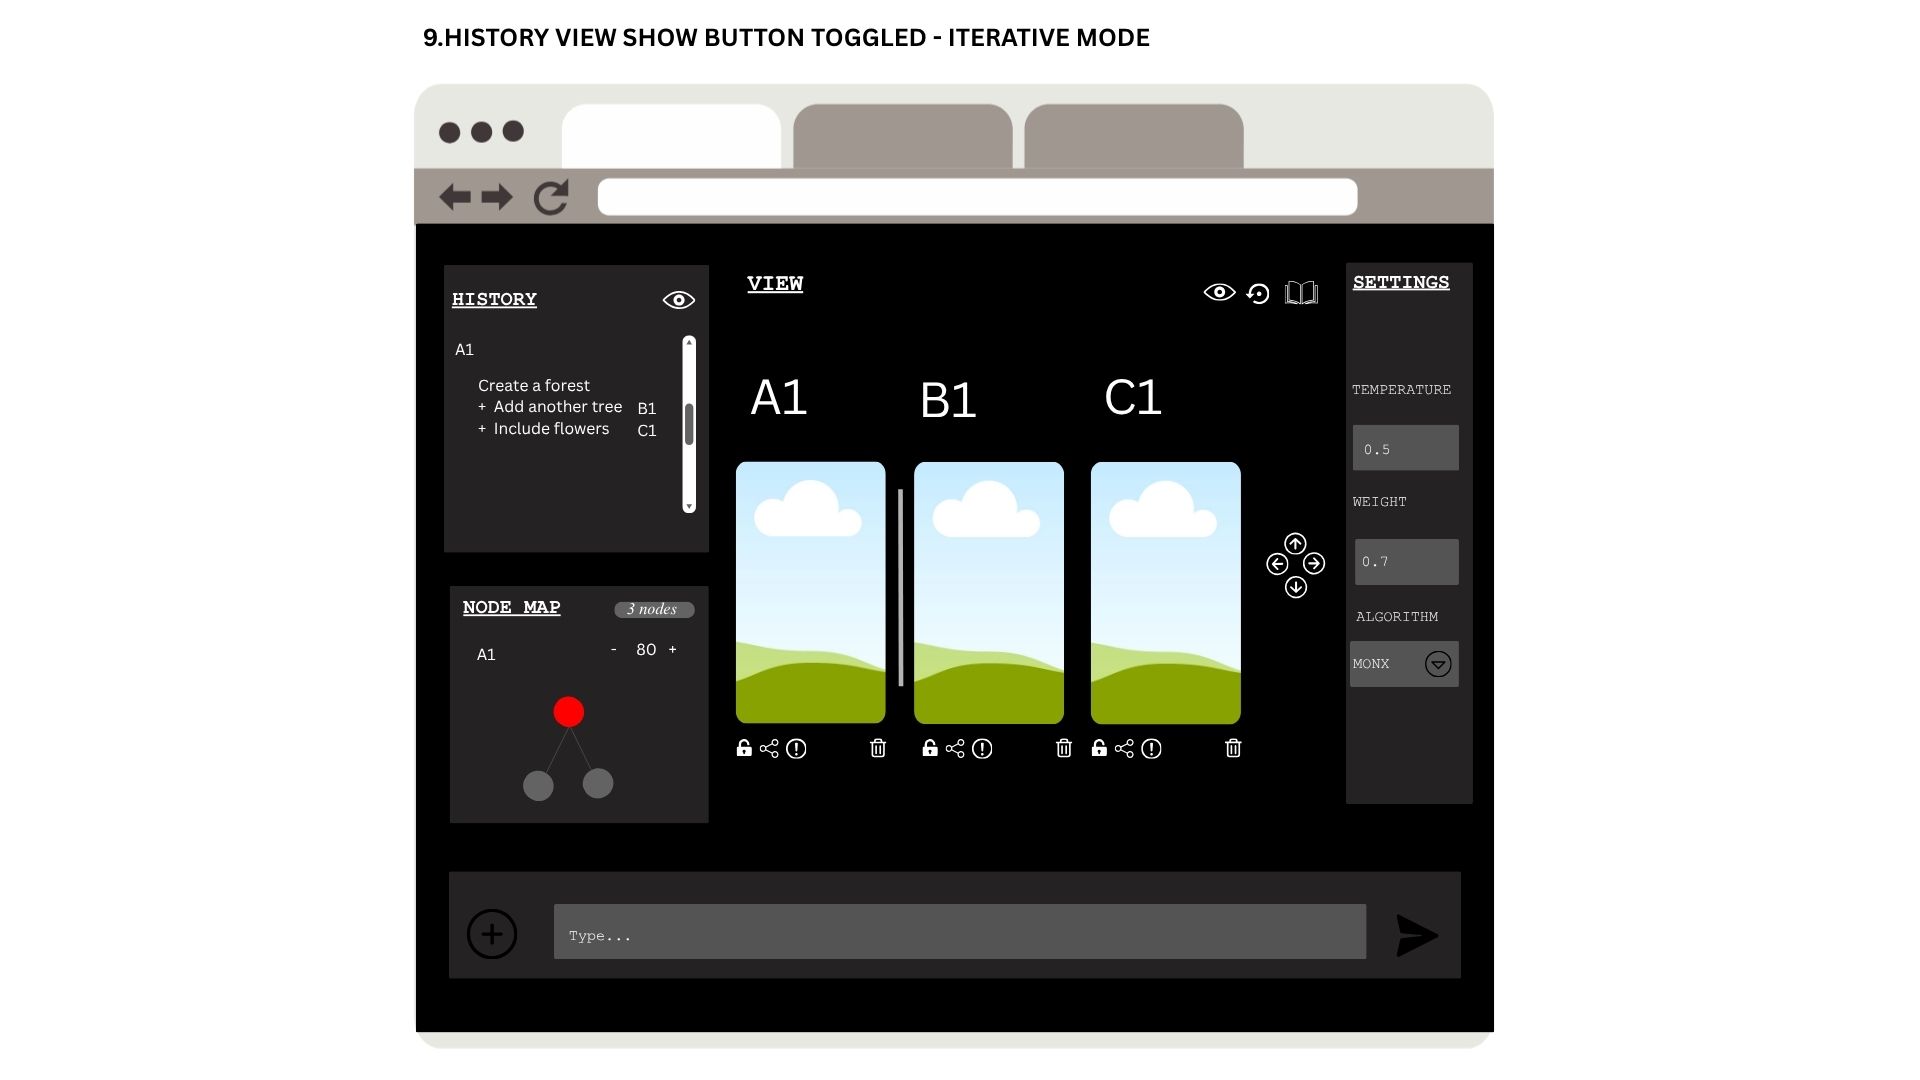 9.HISTORY VIEW SHOW BUTTON TOGGLED - ITERATIVE MODE
HISTORY
A1
Create a forest
+ Add another tree B1
+ Include flowers C1
NODE MAP
3 nodes
A1
- 80 +
VIEW
A1
B1
C1
SETTINGS
TEMPERATURE
0.5
WEIGHT
0.7
ALGORITHM
MONX
Type...